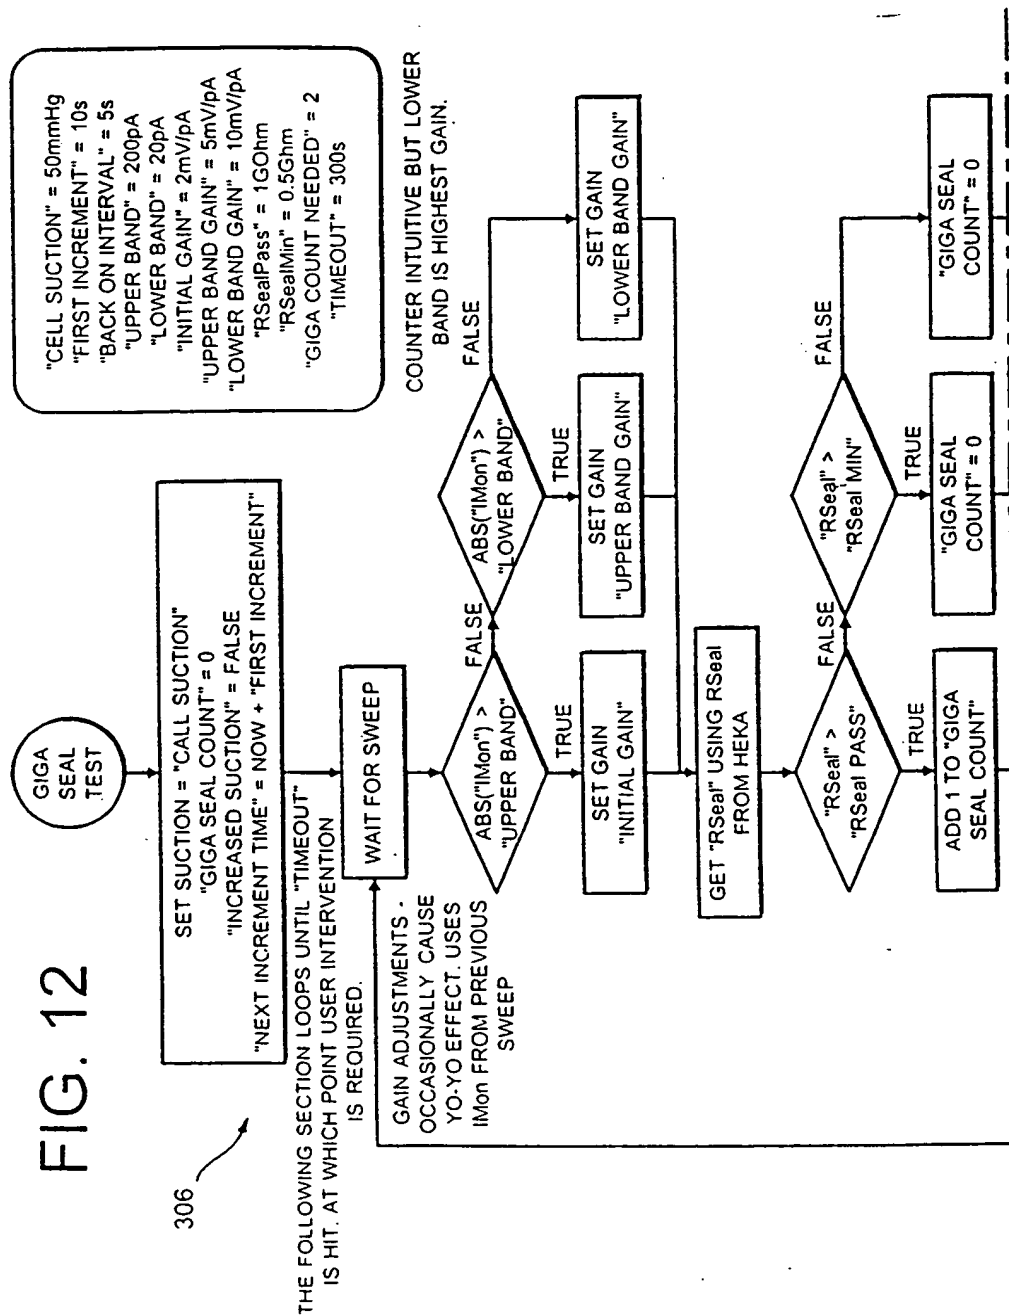 FIG. 12
306
GIGA
SEAL
TEST
"CELL SUCTION" = 50mmHg
"FIRST INCREMENT" = 10s
"BACK ON INTERVAL" = 5s
"UPPER BAND" = 200pA
"LOWER BAND" = 20pA
"INITIAL GAIN" = 2mV/pA
"UPPER BAND GAIN" = 5mV/pA
"LOWER BAND GAIN" = 10mV/pA
"RSealPass" = 1GOhm
"RSealMin" = 0.5Ghm
"GIGA COUNT NEEDED" = 2
"TIMEOUT" = 300s
SET SUCTION = "CALL SUCTION"
"GIGA SEAL COUNT" = 0
"INCREASED SUCTION" = FALSE
"NEXT INCREMENT TIME" = NOW + "FIRST INCREMENT"
THE FOLLOWING SECTION LOOPS UNTIL "TIMEOUT"
IS HIT. AT WHICH POINT USER INTERVENTION
IS REQUIRED.
WAIT FOR SWEEP
GAIN ADJUSTMENTS -
OCCASIONALLY CAUSE
YO-YO EFFECT. USES
IMon FROM PREVIOUS
SWEEP
COUNTER INTUITIVE BUT LOWER
BAND IS HIGHEST GAIN.
ABS("IMon") >
"UPPER BAND"
FALSE
TRUE
ABS("IMon") >
"LOWER BAND"
FALSE
TRUE
SET GAIN
"INITIAL GAIN"
SET GAIN
"UPPER BAND GAIN"
SET GAIN
"LOWER BAND GAIN"
GET "RSeal" USING RSeal
FROM HEKA
"RSeal" >
"RSeal PASS"
FALSE
TRUE
"RSeal" >
"RSeal MIN"
FALSE
TRUE
ADD 1 TO "GIGA
SEAL COUNT"
"GIGA SEAL
COUNT" = 0
"GIGA SEAL
COUNT" = 0